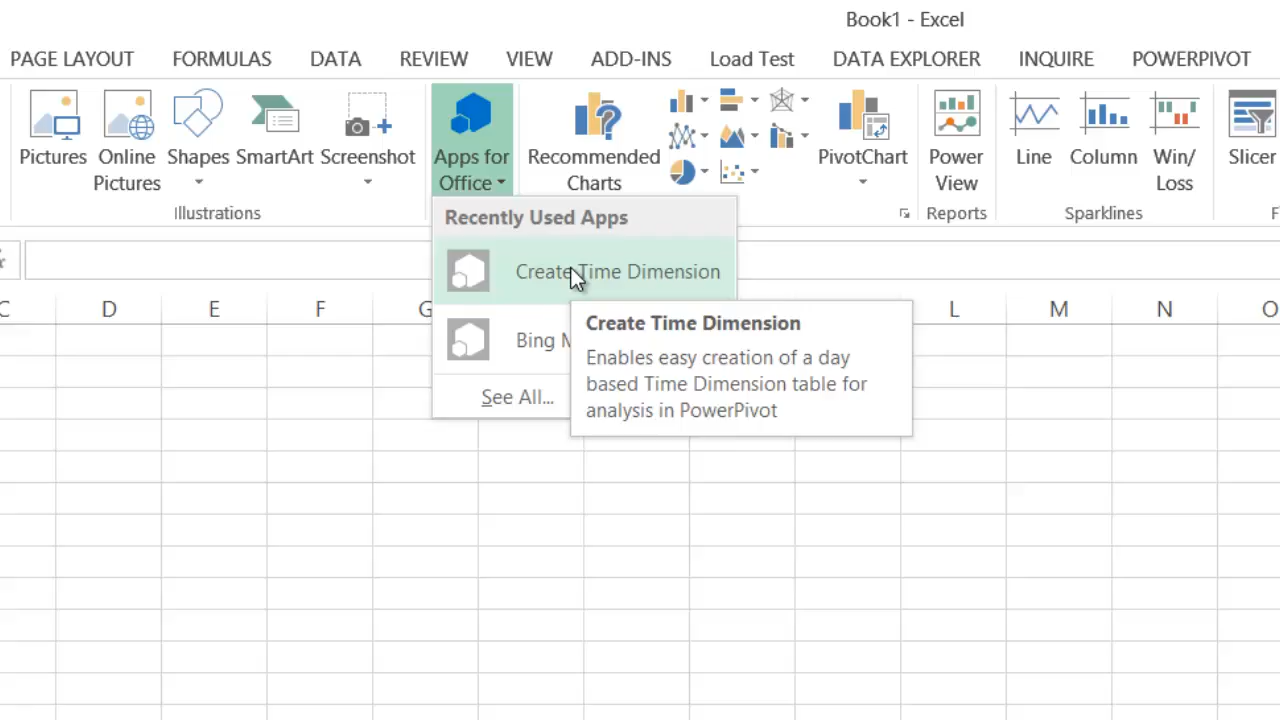 Book1 - Excel
PAGE LAYOUT FORMULAS DATA REVIEW VIEW ADD-INS Load Test DATA EXPLORER INQUIRE POWERPIVOT
Pictures Online Pictures Shapes SmartArt Screenshot Apps for Office Recommended Charts PivotChart Power View Line Column Win/ Loss Slicer
Illustrations Reports Sparklines F
Recently Used Apps
Create Time Dimension
Bing M
See All...
Create Time Dimension
Enables easy creation of a day
based Time Dimension table for
analysis in PowerPivot
C D E F G L M N O